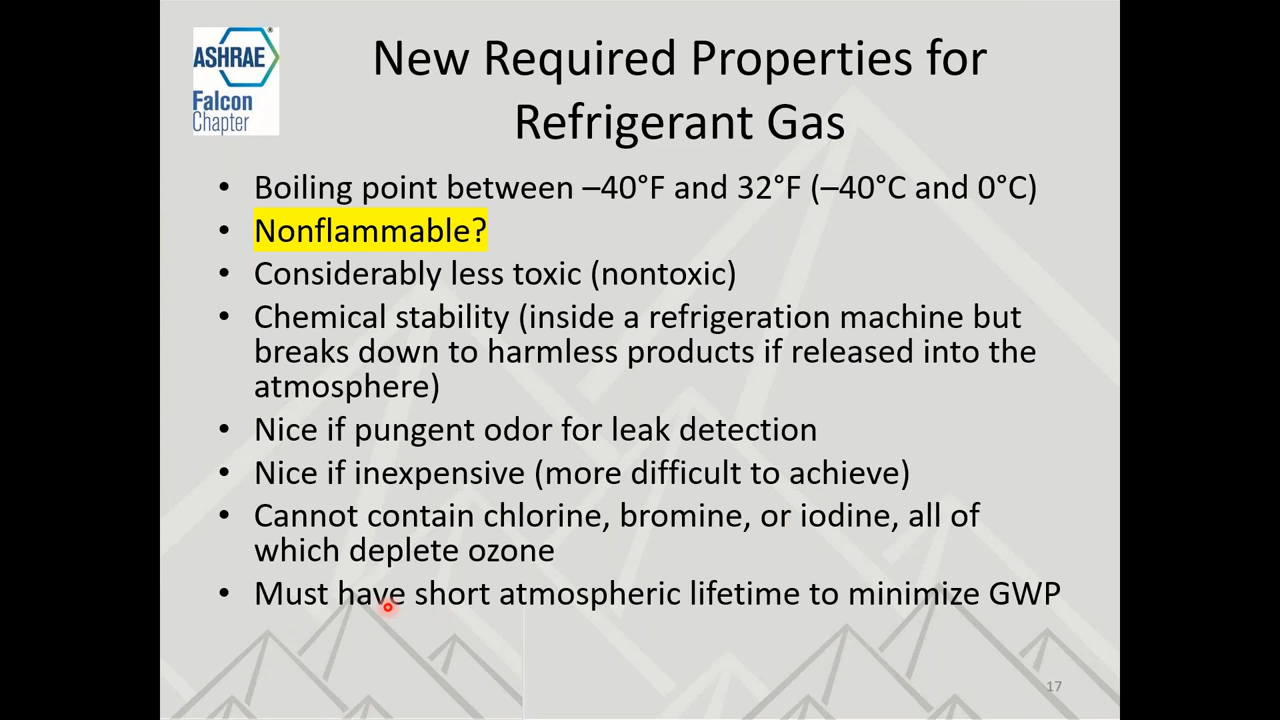 ASHRAE®
Falcon
Chapter
New Required Properties for
Refrigerant Gas
• Boiling point between –40°F and 32°F (–40°C and 0°C)
• Nonflammable?
• Considerably less toxic (nontoxic)
• Chemical stability (inside a refrigeration machine but
breaks down to harmless products if released into the
atmosphere)
• Nice if pungent odor for leak detection
• Nice if inexpensive (more difficult to achieve)
• Cannot contain chlorine, bromine, or iodine, all of
which deplete ozone
• Must have short atmospheric lifetime to minimize GWP
17